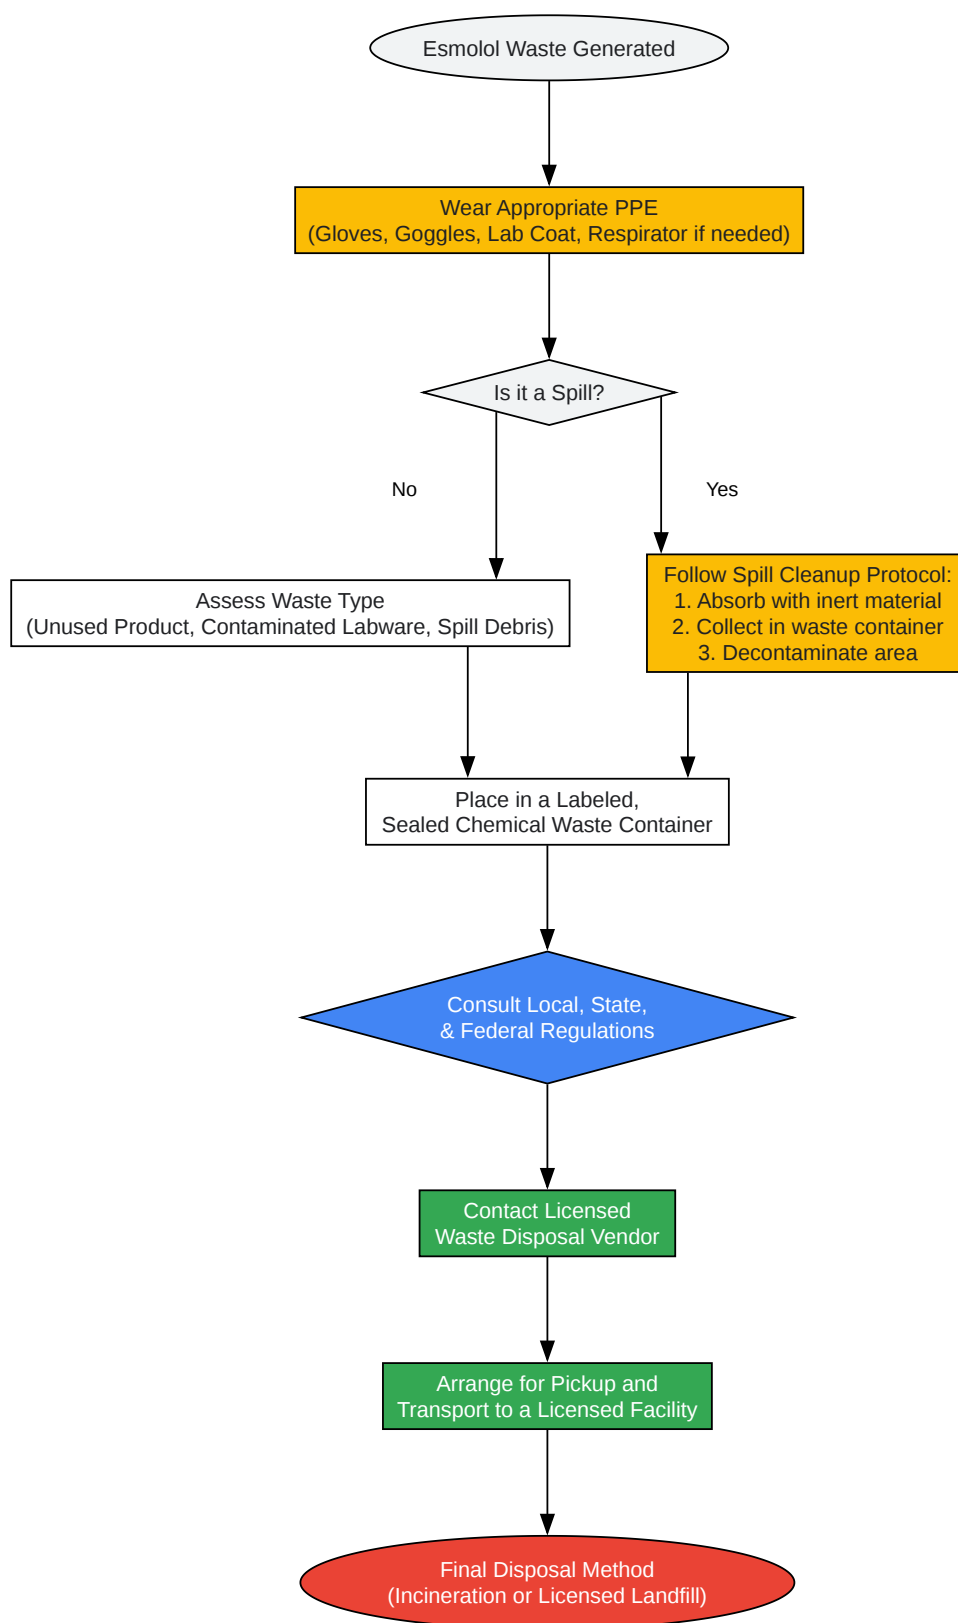 Esmolol Waste Generated
Wear Appropriate PPE
(Gloves, Goggles, Lab Coat, Respirator if needed)
Is it a Spill?
No
Yes
Assess Waste Type
(Unused Product, Contaminated Labware, Spill Debris)
Follow Spill Cleanup Protocol:
1. Absorb with inert material
2. Collect in waste container
3. Decontaminate area
Place in a Labeled,
Sealed Chemical Waste Container
Consult Local, State,
& Federal Regulations
Contact Licensed
Waste Disposal Vendor
Arrange for Pickup and
Transport to a Licensed Facility
Final Disposal Method
(Incineration or Licensed Landfill)